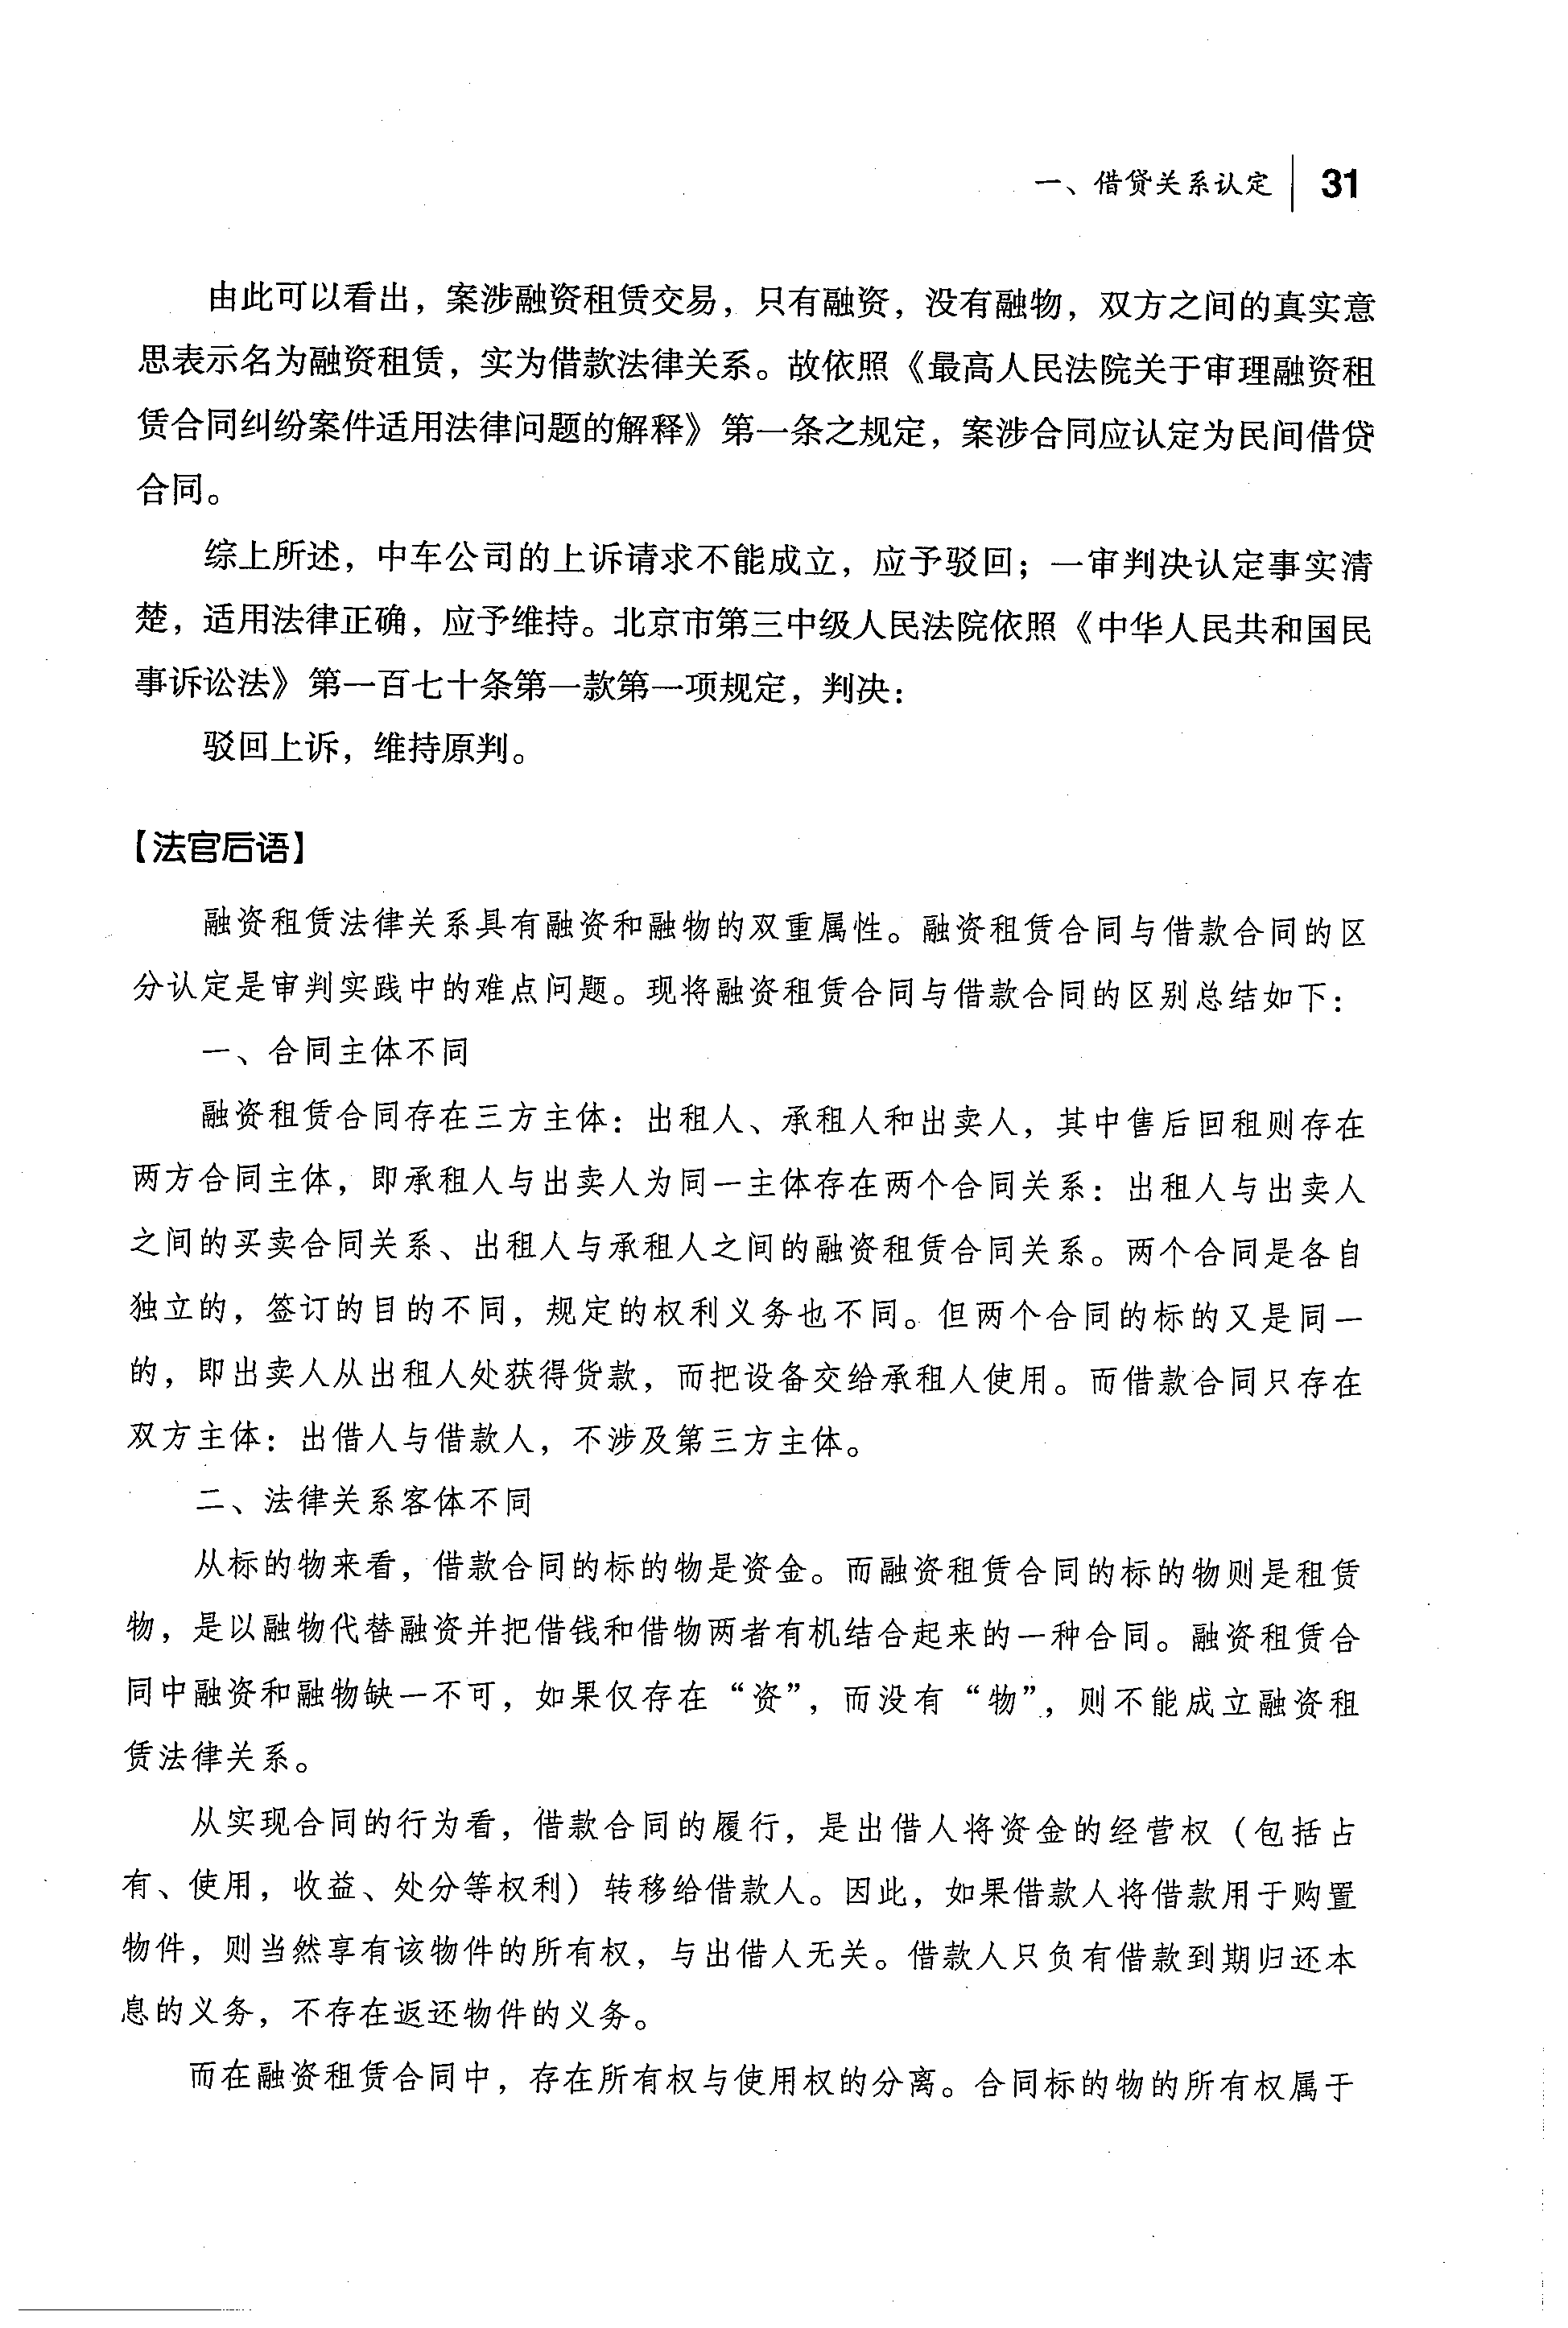 一、借贷关系认定 31
由此可以看出，案涉融资租赁交易，只有融资，没有融物，双方之间的真实意
思表示名为融资租赁，实为借款法律关系。故依照《最高人民法院关于审理融资租
赁合同纠纷案件适用法律问题的解释》第一条之规定，案涉合同应认定为民间借贷
合同。
综上所述，中车公司的上诉请求不能成立，应予驳回；一审判决认定事实清
楚，适用法律正确，应予维持。北京市第三中级人民法院依照《中华人民共和国民
事诉讼法》第一百七十条第一款第一项规定，判决：
驳回上诉，维持原判。
【法官后语】
融资租赁法律关系具有融资和融物的双重属性。融资租赁合同与借款合同的区
分认定是审判实践中的难点问题。现将融资租赁合同与借款合同的区别总结如下：
一、合同主体不同
融资租赁合同存在三方主体：出租人、承租人和出卖人，其中售后回租则存在
两方合同主体，即承租人与出卖人为同一主体存在两个合同关系：出租人与出卖人
之间的买卖合同关系、出租人与承租人之间的融资租赁合同关系。两个合同是各自
独立的，签订的目的不同，规定的权利义务也不同。但两个合同的标的又是同一
的，即出卖人从出租人处获得货款，而把设备交给承租人使用。而借款合同只存在
双方主体：出借人与借款人，不涉及第三方主体。
二、法律关系客体不同
从标的物来看，借款合同的标的物是资金。而融资租赁合同的标的物则是租赁
物，是以融物代替融资并把借钱和借物两者有机结合起来的一种合同。融资租赁合
同中融资和融物缺一不可，如果仅存在“资”，而没有“物”，则不能成立融资租
赁法律关系。
从实现合同的行为看，借款合同的履行，是出借人将资金的经营权（包括占
有、使用，收益、处分等权利）转移给借款人。因此，如果借款人将借款用于购置
物件，则当然享有该物件的所有权，与出借人无关。借款人只负有借款到期归还本
息的义务，不存在返还物件的义务。
而在融资租赁合同中，存在所有权与使用权的分离。合同标的物的所有权属于